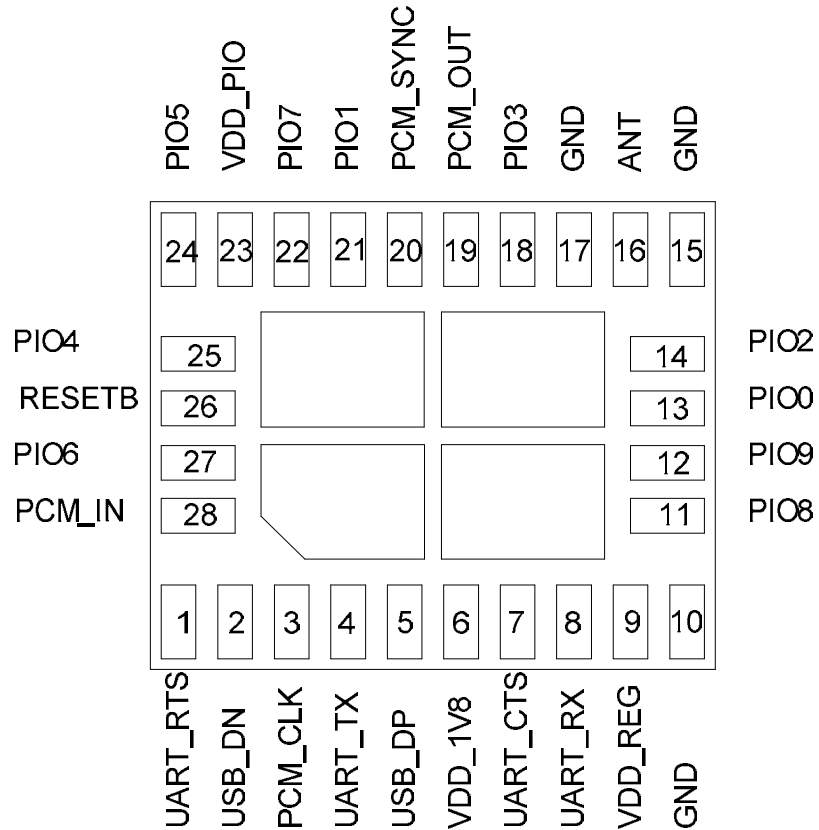 PIO5
VDD_PIO
PIO7
PIO1
PCM_SYNC
PCM_OUT
PIO3
GND
ANT
GND
24 23 22 21 20 19 18 17 16 15
PIO4 25 14 PIO2
RESETB 26 13 PIO0
PIO6 27 12 PIO9
PCM_IN 28 11 PIO8
1 2 3 4 5 6 7 8 9 10
UART_RTS
USB_DN
PCM_CLK
UART_TX
USB_DP
VDD_1V8
UART_CTS
UART_RX
VDD_REG
GND